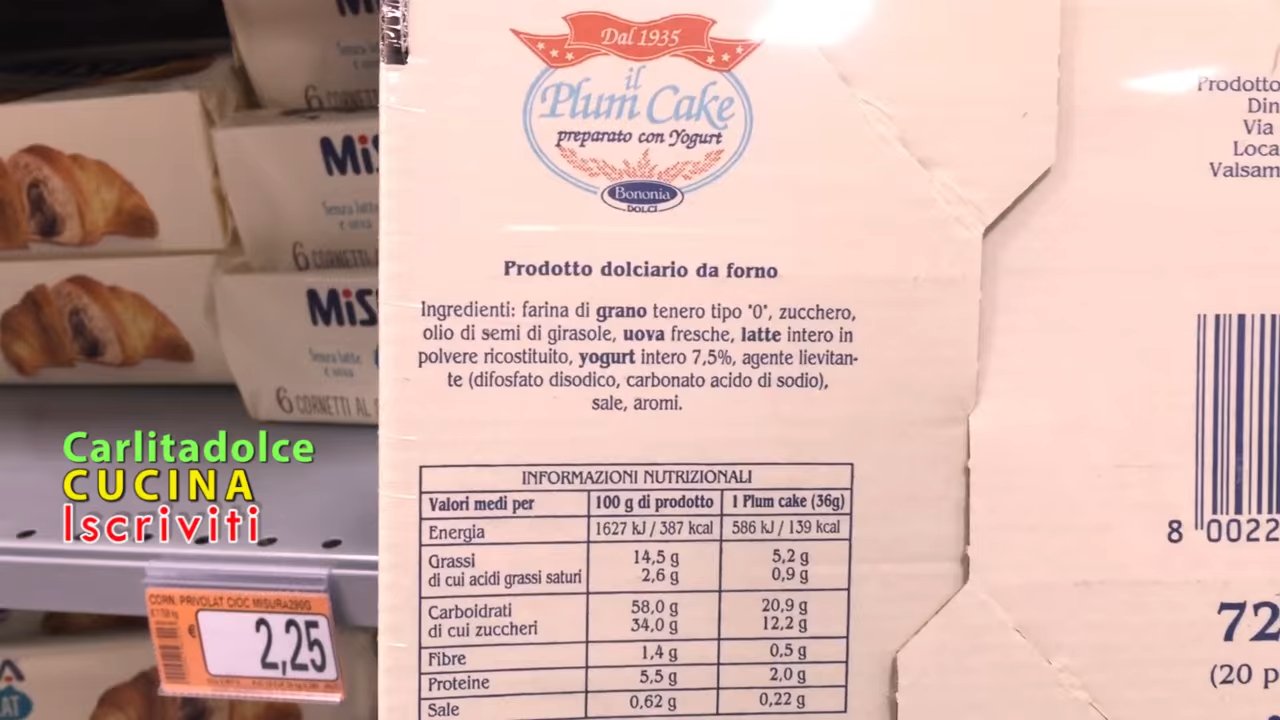 Dal 1935
il
Plum Cake
preparato con Yogurt
Bononia
DOLCI
Prodotto dolciario da forno
Ingredienti: farina di grano tenero tipo "0", zucchero,
olio di semi di girasole, uova fresche, latte intero in
polvere ricostituito, yogurt intero 7,5%, agente lievitan-
te (difosfato disodico, carbonato acido di sodio),
sale, aromi.
INFORMAZIONI NUTRIZIONALI
Valori medi per 100 g di prodotto 1 Plum cake (36g)
Energia 1627 kJ / 387 kcal 586 kJ / 139 kcal
Grassi 14,5 g 5,2 g
di cui acidi grassi saturi 2,6 g 0,9 g
Carboidrati 58,0 g 20,9 g
di cui zuccheri 34,0 g 12,2 g
Fibre 1,4 g 0,5 g
Proteine 5,5 g 2,0 g
Sale 0,62 g 0,22 g
Prodotto
Din
Via
Loca
Valsam
8 0022
72
(20 p
6 CORNETTI
MiS
Senza latte
e uova
6 CORNETTI
MiS
Senza latte
e uova
6 CORNETTI AL
Carlitadolce
CUCINA
Iscriviti
CORN. PRIVOLAT CIOC MISURA290G
€ 2,25